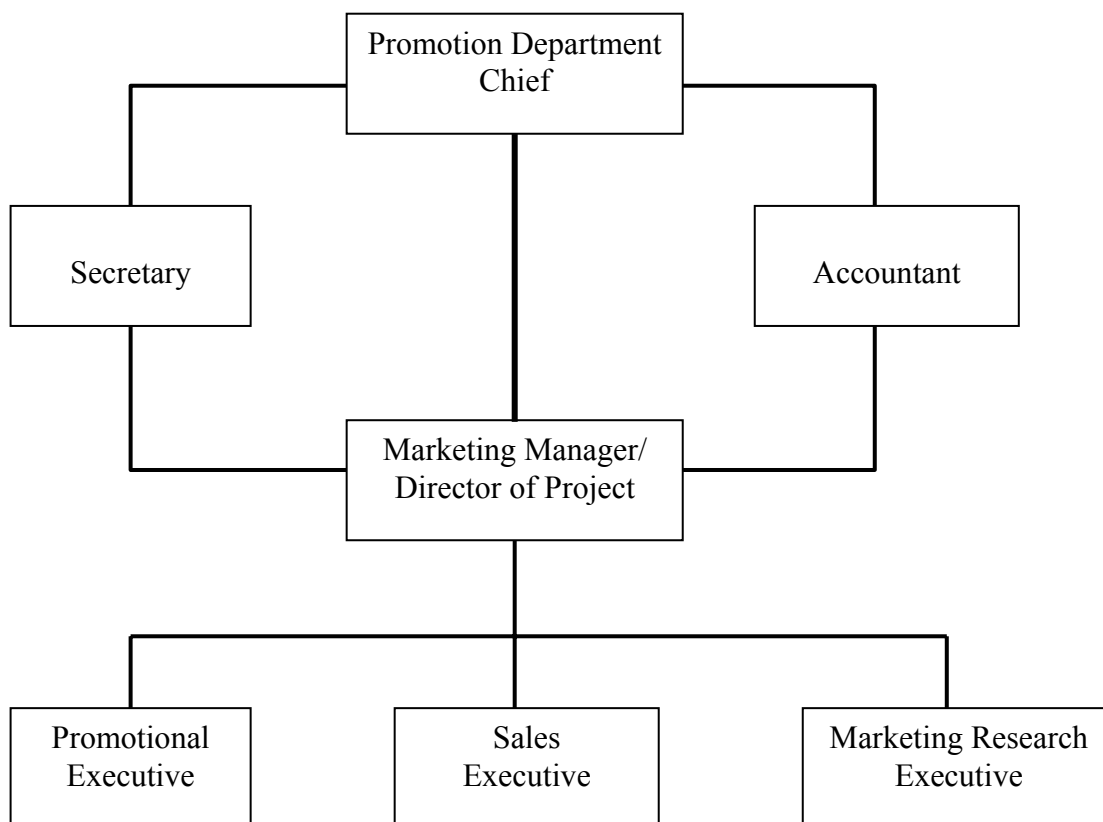 Promotion Department
Chief
Secretary
Accountant
Marketing Manager/
Director of Project
Promotional
Executive
Sales
Executive
Marketing Research
Executive